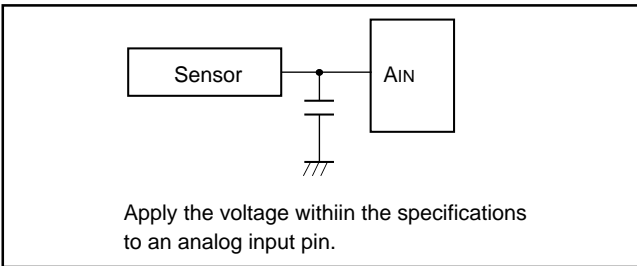 Sensor
AIN
Apply the voltage withiin the specifications
to an analog input pin.